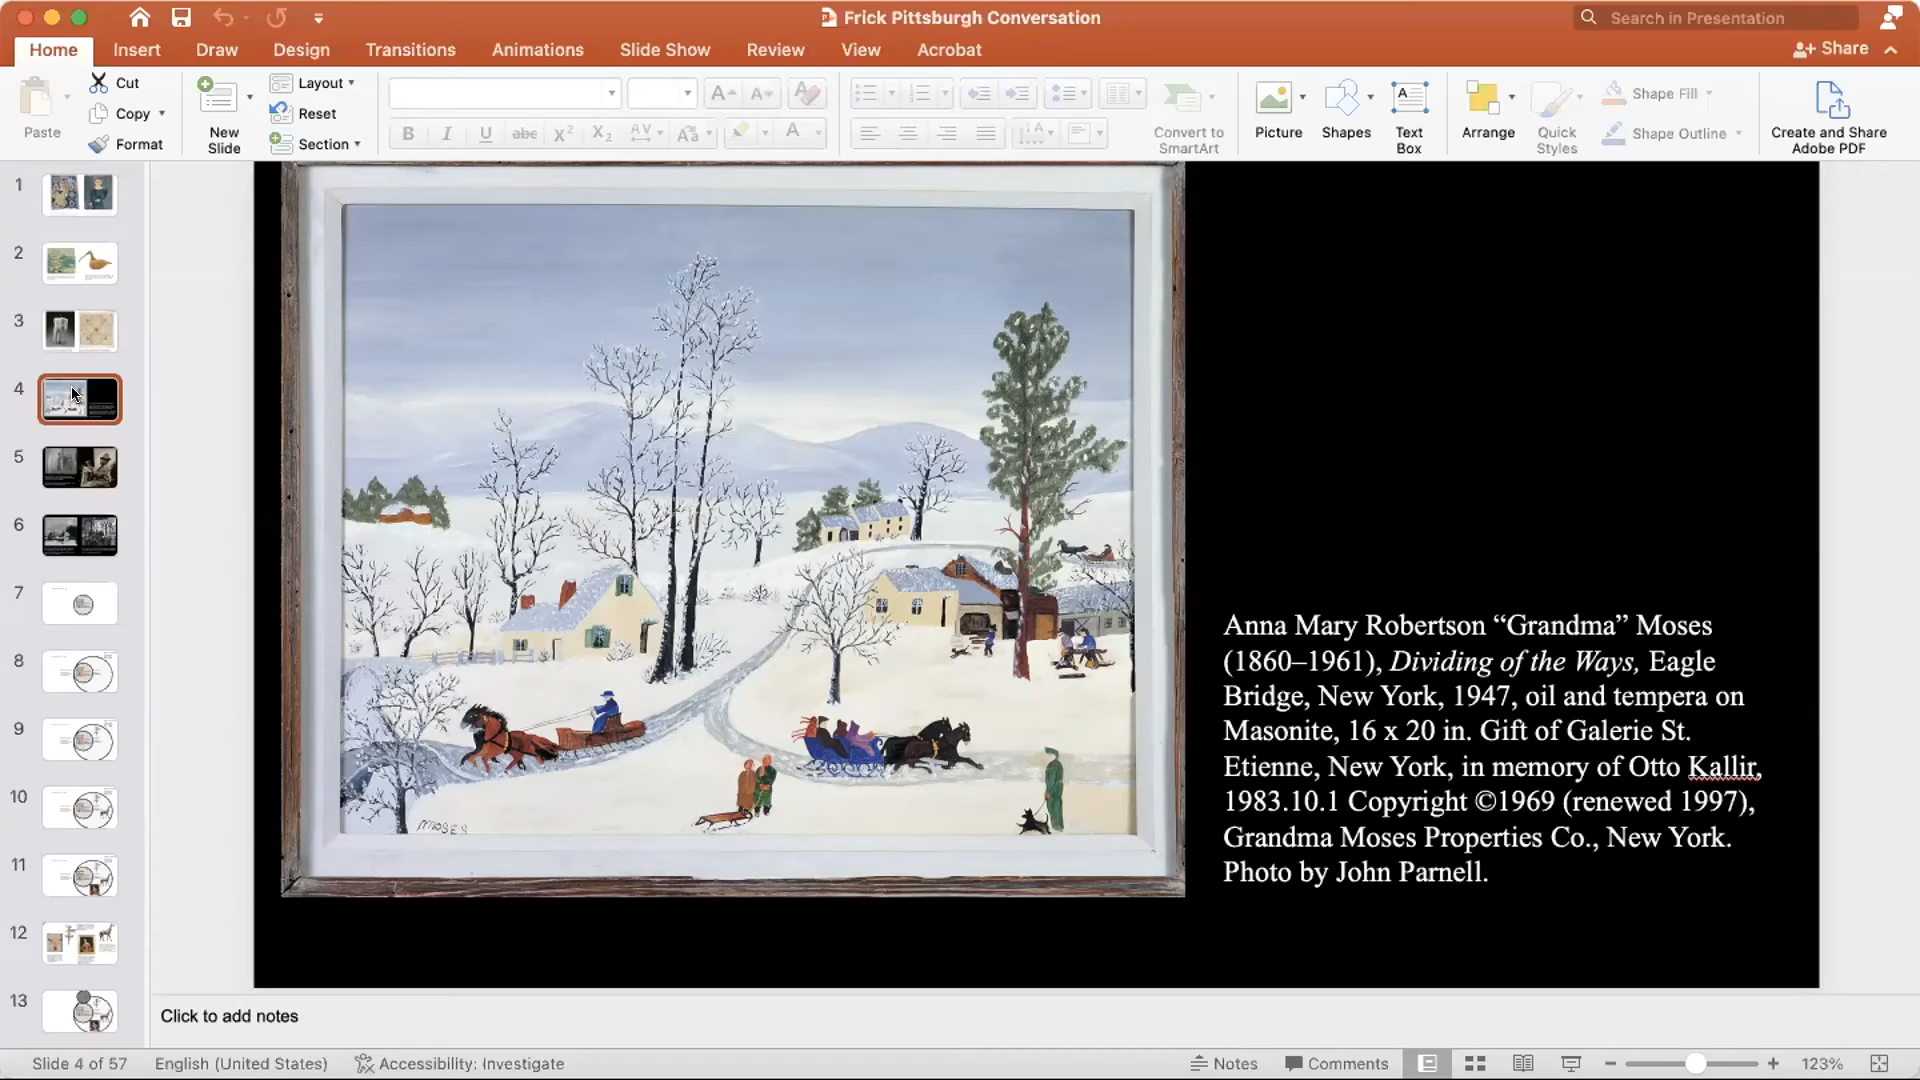 Frick Pittsburgh Conversation
Search in Presentation
Home Insert Draw Design Transitions Animations Slide Show Review View Acrobat
Share
Paste
Cut
Copy
Format
New Slide
Layout
Reset
Section
Convert to SmartArt
Picture
Shapes
Text Box
Arrange
Quick Styles
Shape Fill
Shape Outline
Create and Share Adobe PDF
1
2
3
4
5
6
7
8
9
10
11
12
13
MOSES
Anna Mary Robertson “Grandma” Moses
(1860–1961), Dividing of the Ways, Eagle
Bridge, New York, 1947, oil and tempera on
Masonite, 16 x 20 in. Gift of Galerie St.
Etienne, New York, in memory of Otto Kallir,
1983.10.1 Copyright ©1969 (renewed 1997),
Grandma Moses Properties Co., New York.
Photo by John Parnell.
Click to add notes
Slide 4 of 57 English (United States) Accessibility: Investigate Notes Comments 123%